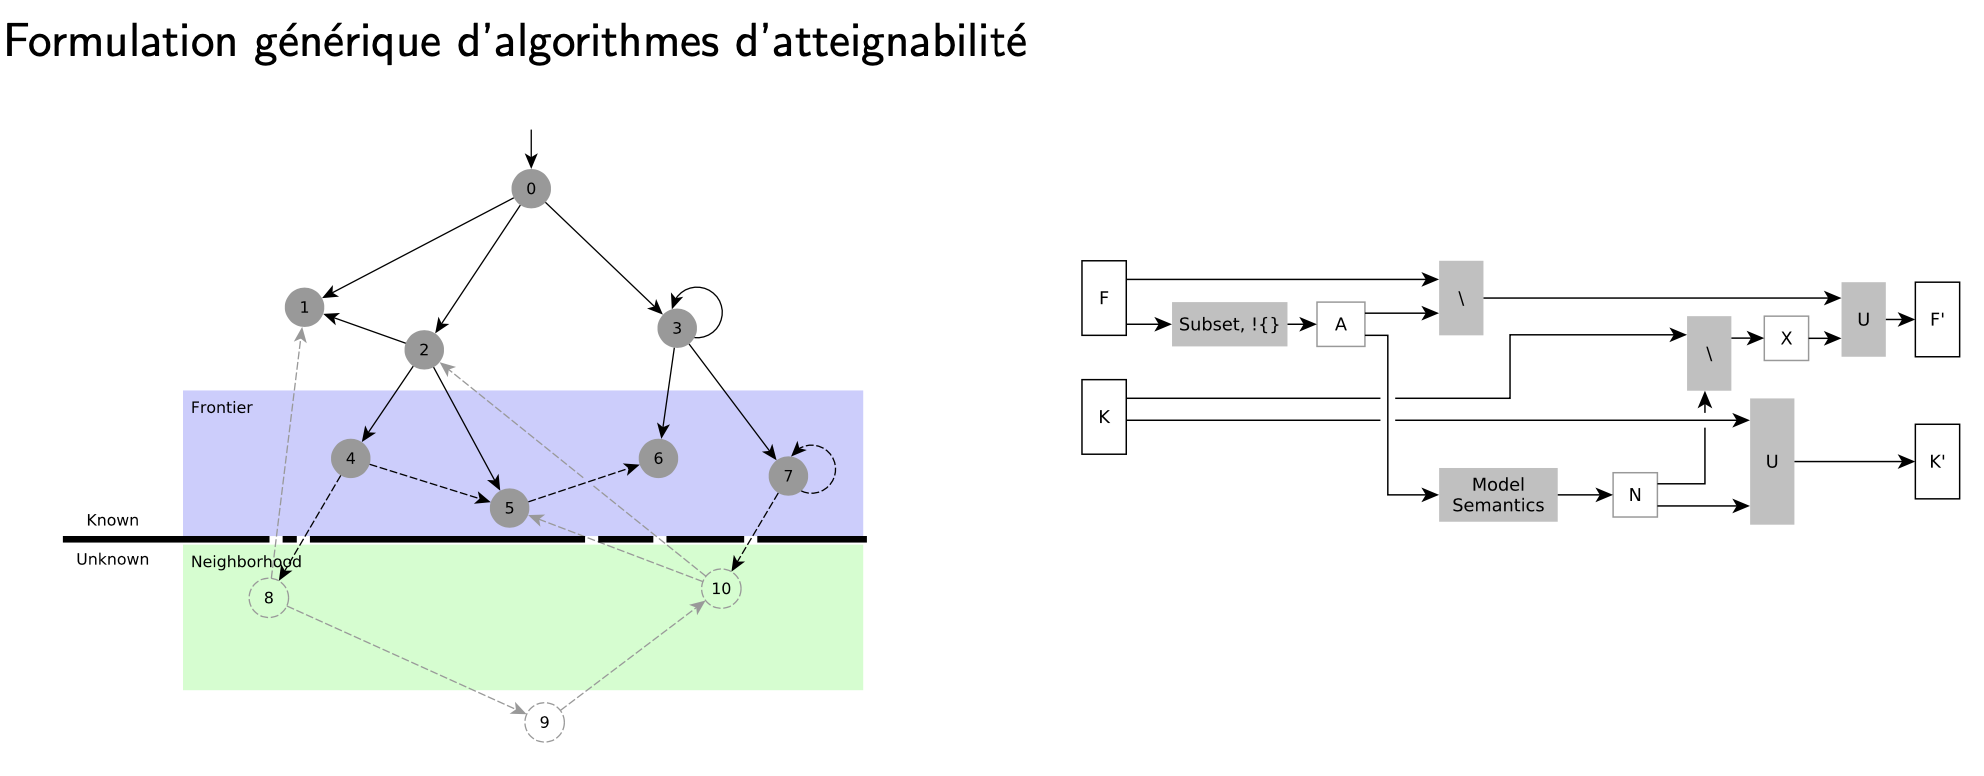 Formulation générique d'algorithmes d'atteignabilité
0
1
2
3
Frontier
4
5
6
7
Known
Unknown
Neighborhood
8
10
9
F
Subset, !{}
A
\
K
Model
Semantics
N
\
X
U
F'
U
K'